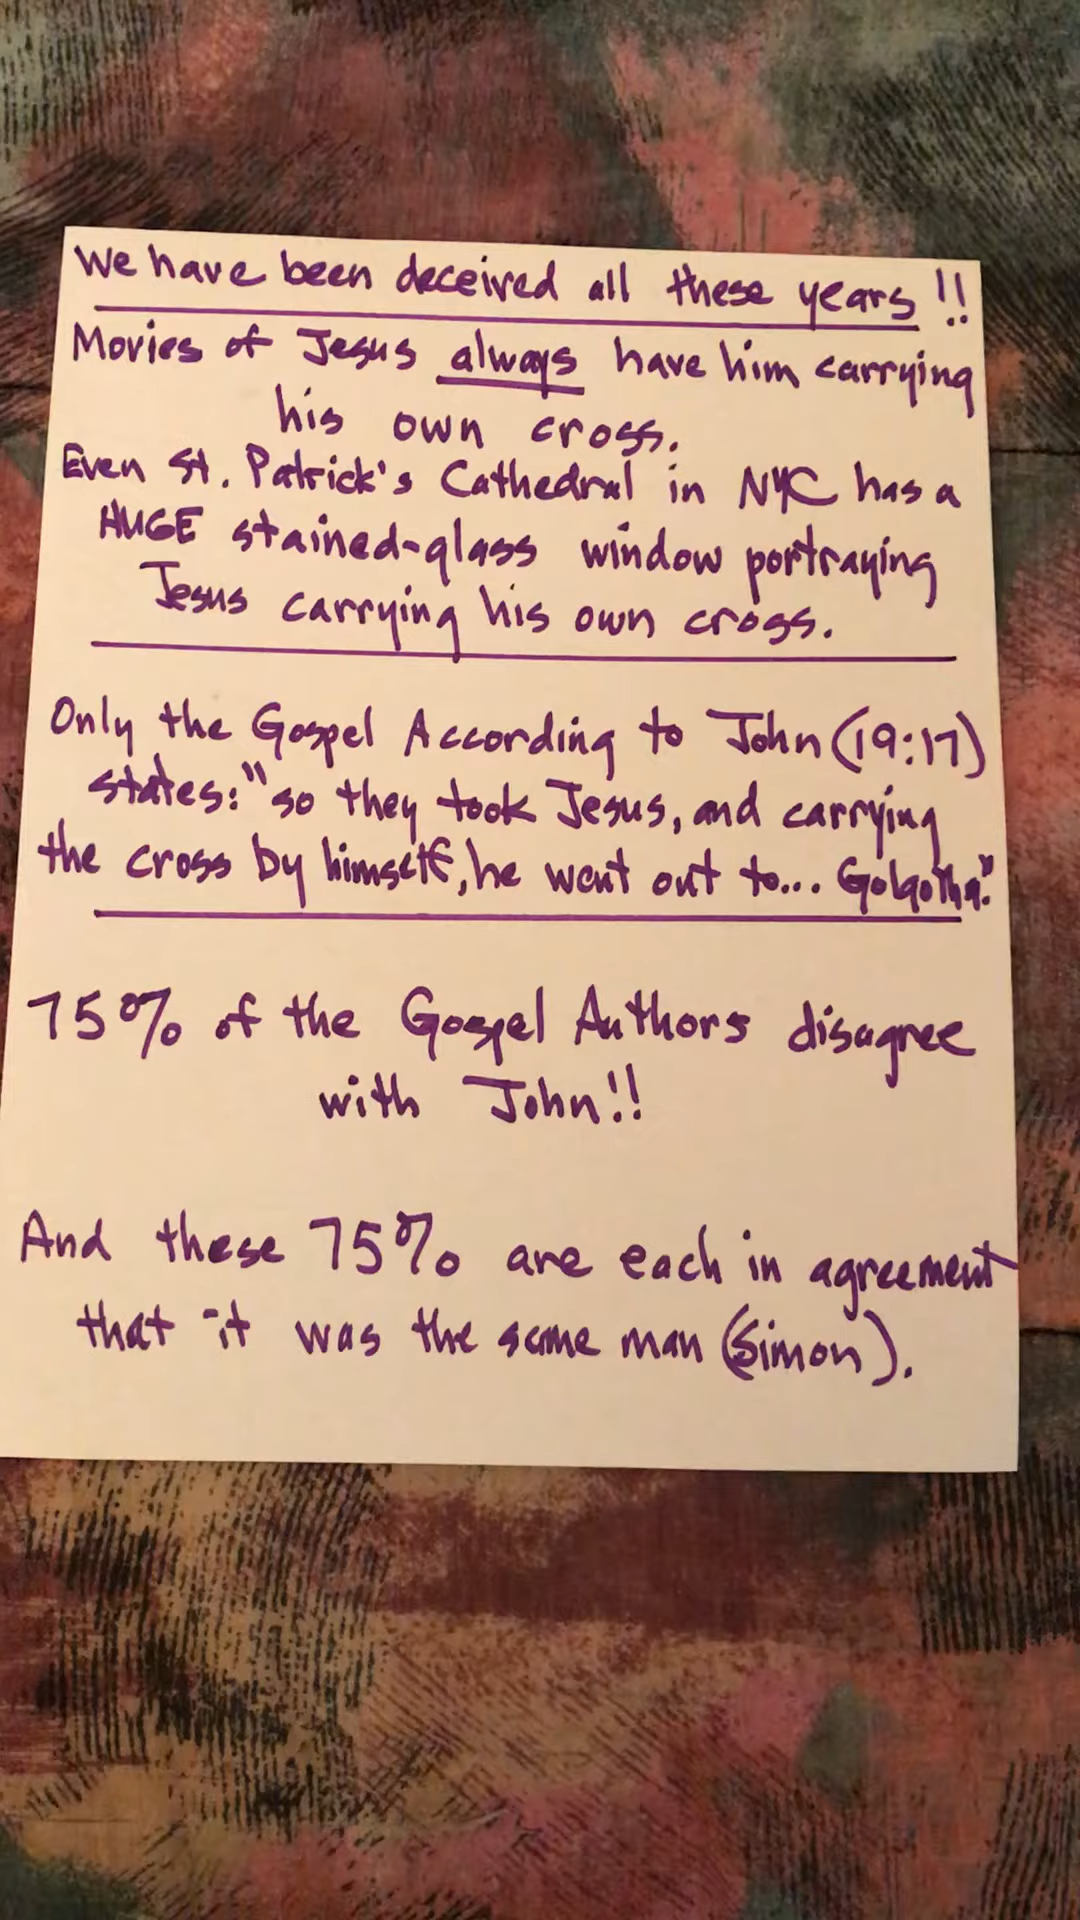 We have been deceived all these years!!
Movies of Jesus always have him carrying
his own cross.
Even St. Patrick's Cathedral in NYC has a
HUGE stained-glass window portraying
Jesus carrying his own cross.
Only the Gospel According to John (19:17)
states: "so they took Jesus, and carrying
the cross by himself, he went out to... Golgotha."
75% of the Gospel Authors disagree
with John!!
And these 75% are each in agreement
that it was the same man (Simon).